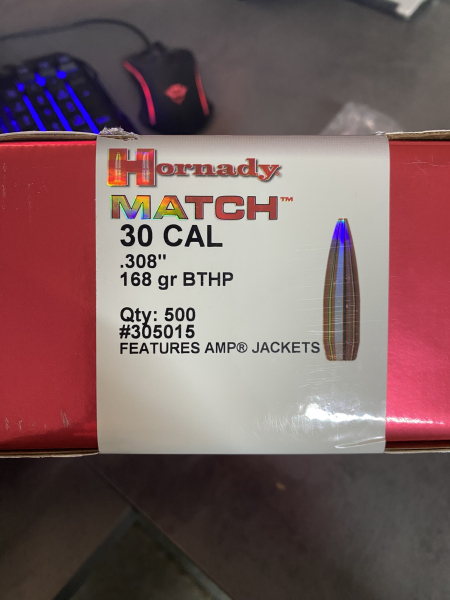 Hornady
MATCH™
30 CAL
.308"
168 gr BTHP
Qty: 500
#305015
FEATURES AMP® JACKETS